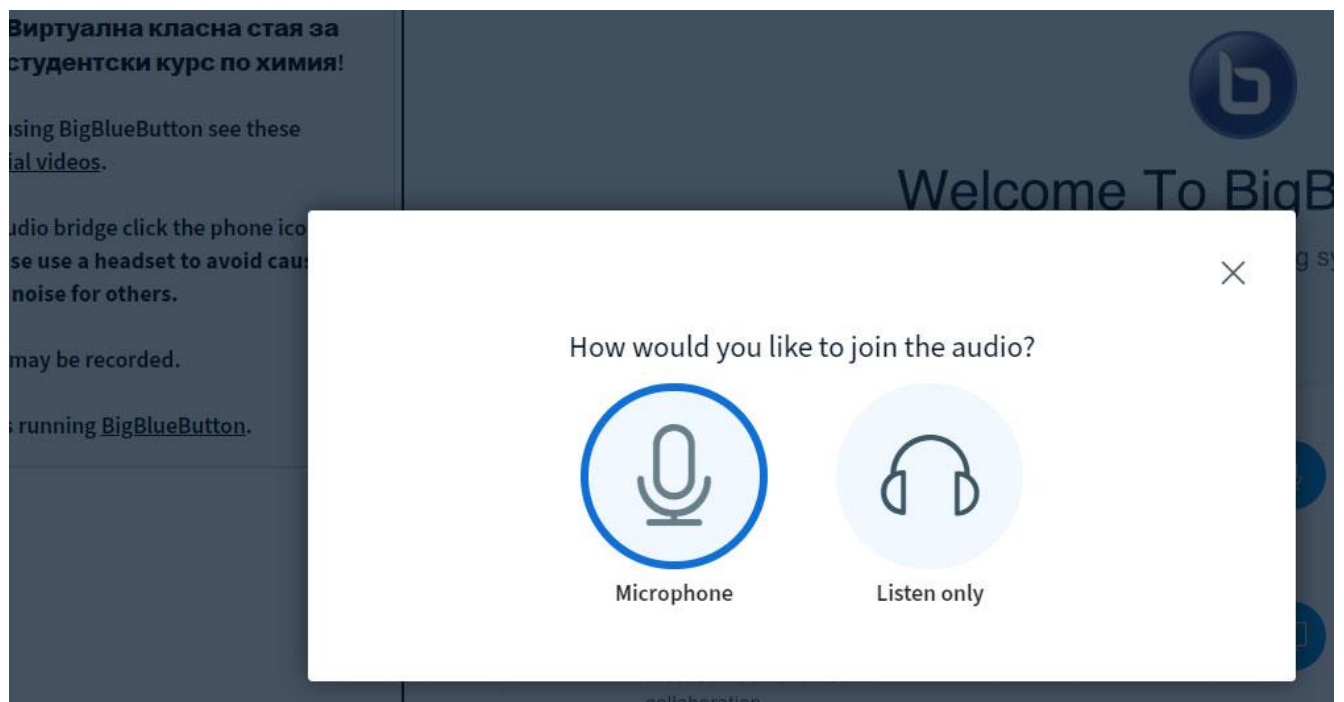 Виртуална класна стая за
студентски курс по химия!
using BigBlueButton see these
ial videos.
udio bridge click the phone ico
se use a headset to avoid cau
noise for others.
may be recorded.
s running BigBlueButton.
Welcome To BigB
g sy
How would you like to join the audio?
Microphone
Listen only